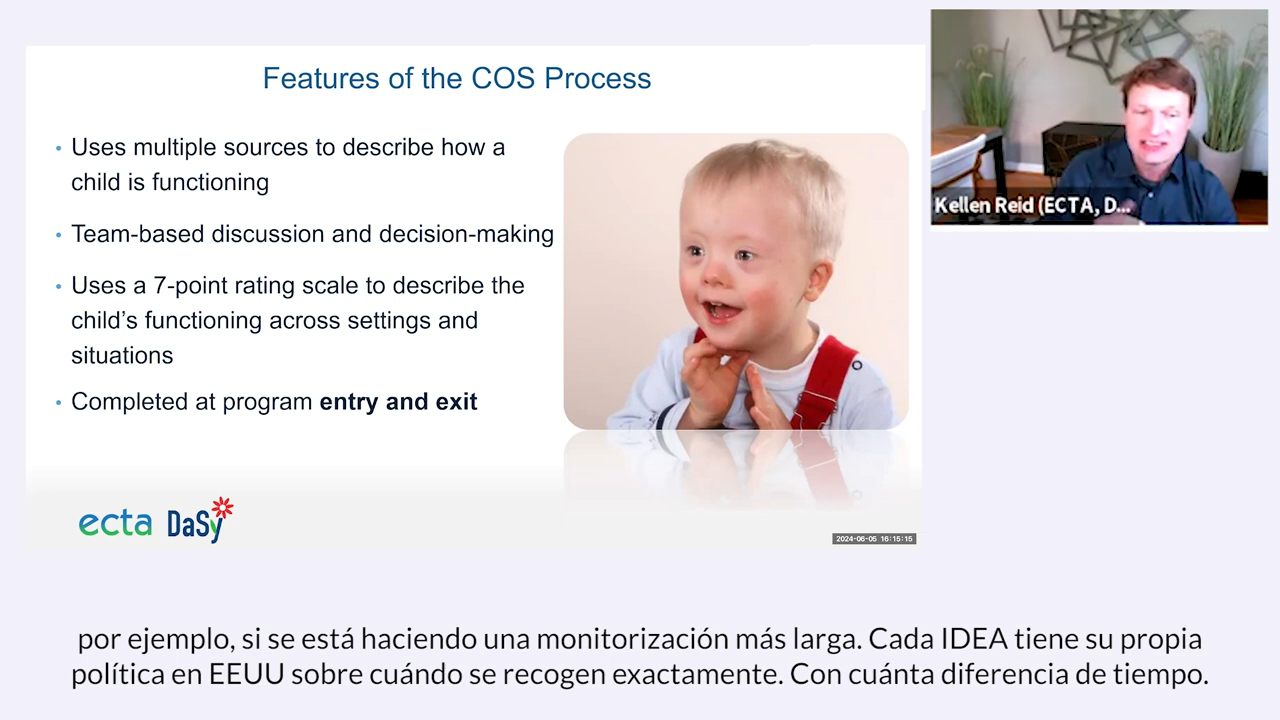 Features of the COS Process
• Uses multiple sources to describe how a
child is functioning
• Team-based discussion and decision-making
• Uses a 7-point rating scale to describe the
child’s functioning across settings and
situations
• Completed at program entry and exit
ecta DaSy
2024-06-05 16:15:15
Kellen Reid (ECTA, D...
por ejemplo, si se está haciendo una monitorización más larga. Cada IDEA tiene su propia
política en EEUU sobre cuándo se recogen exactamente. Con cuánta diferencia de tiempo.